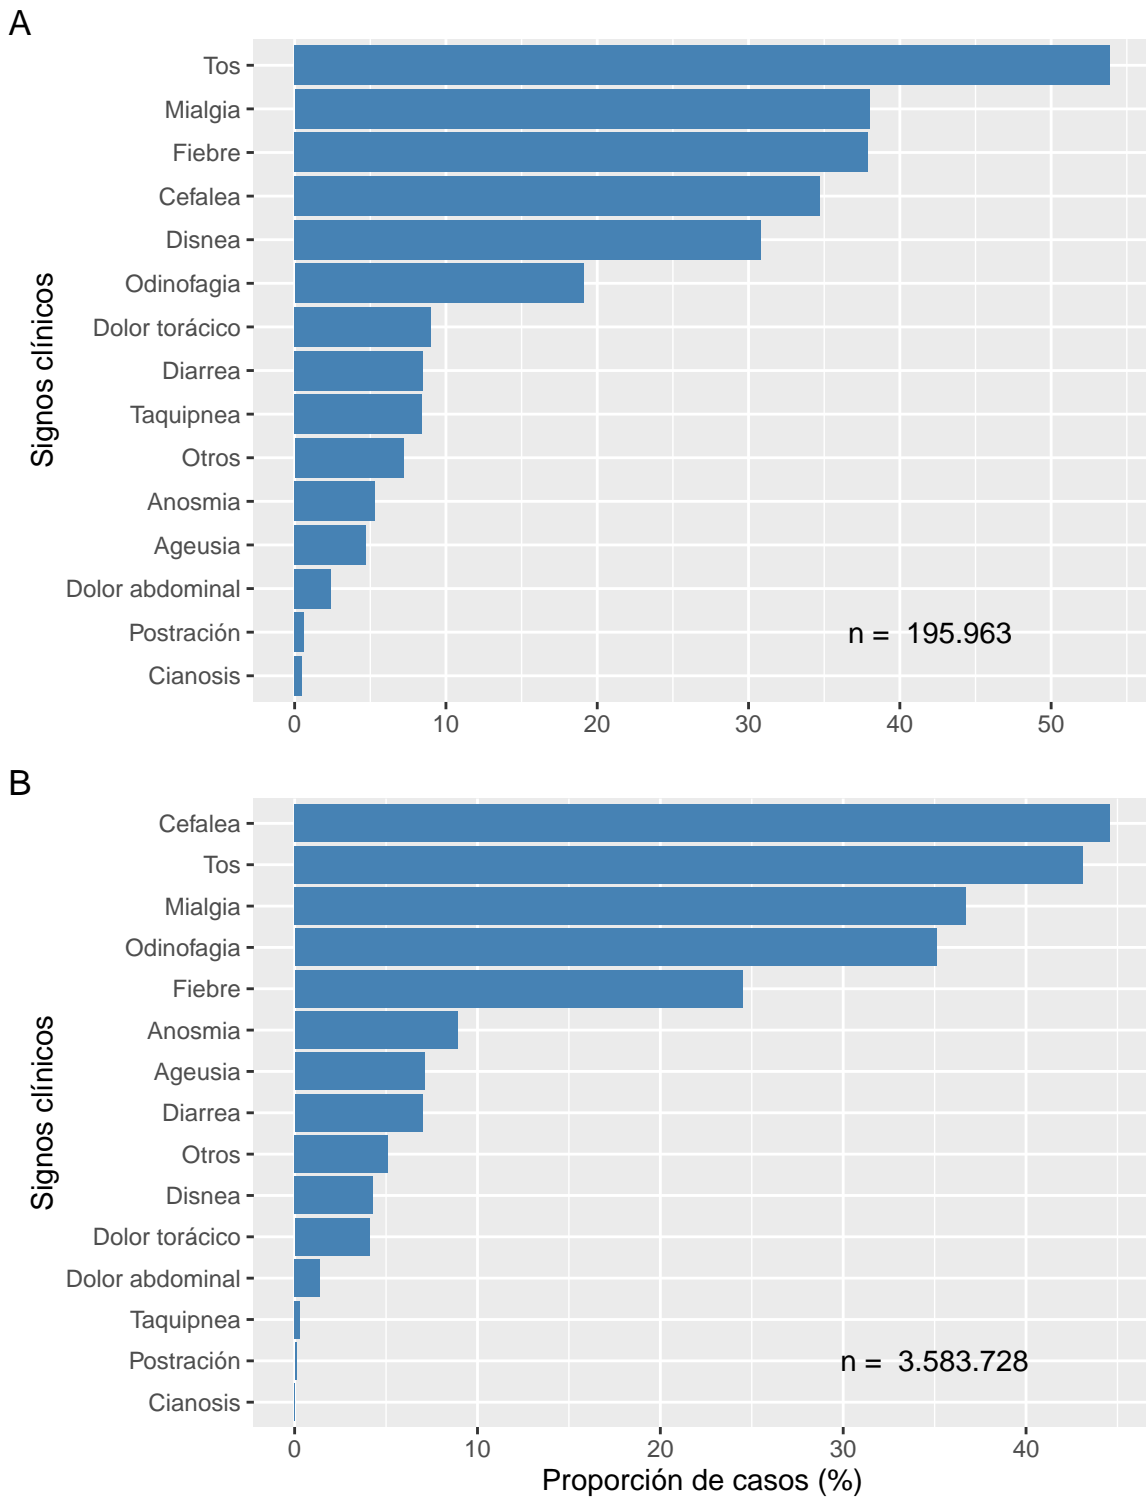 A
Tos
Mialgia
Fiebre
Cefalea
Disnea
Odinofagia
Dolor torácico
Diarrea
Taquipnea
Otros
Anosmia
Ageusia
Dolor abdominal
Postración
Cianosis
Signos clínicos
n = 195.963
0 10 20 30 40 50
B
Cefalea
Tos
Mialgia
Odinofagia
Fiebre
Anosmia
Ageusia
Diarrea
Otros
Disnea
Dolor torácico
Dolor abdominal
Taquipnea
Postración
Cianosis
Signos clínicos
n = 3.583.728
0 10 20 30 40
Proporción de casos (%)